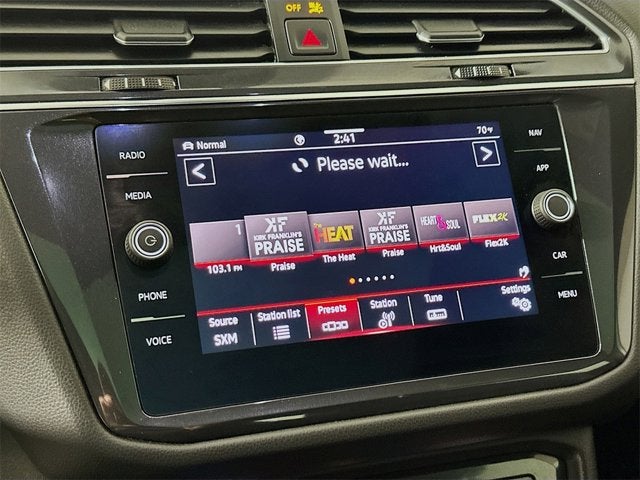 OFF
RADIO
MEDIA
PHONE
VOICE
NAV
APP
CAR
MENU
Normal
2:41
70°F
< Please wait... >
1
103.1 FM
KF
KIRK FRANKLIN'S
PRAISE
Praise
The
HEAT
The Heat
KF
KIRK FRANKLIN'S
PRAISE
Praise
HEART & SOUL
Hrt&Soul
FLEX2K
Flex2K
Source
SXM
Station list
Presets
Station
Tune
Settings